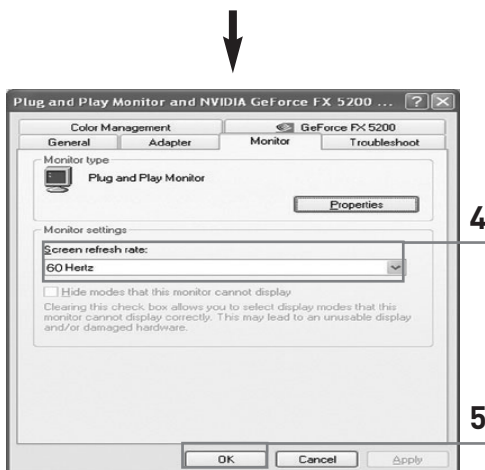 Plug and Play Monitor and NVIDIA GeForce FX 5200 ...
Color Management GeForce FX 5200
General Adapter Monitor Troubleshoot
Monitor type
Plug and Play Monitor
Properties
4
Monitor settings
Screen refresh rate:
60 Hertz
Hide modes that this monitor cannot display
Clearing this check box allows you to select display modes that this
monitor cannot display correctly. This may lead to an unusable display
and/or damaged hardware.
5
OK Cancel Apply